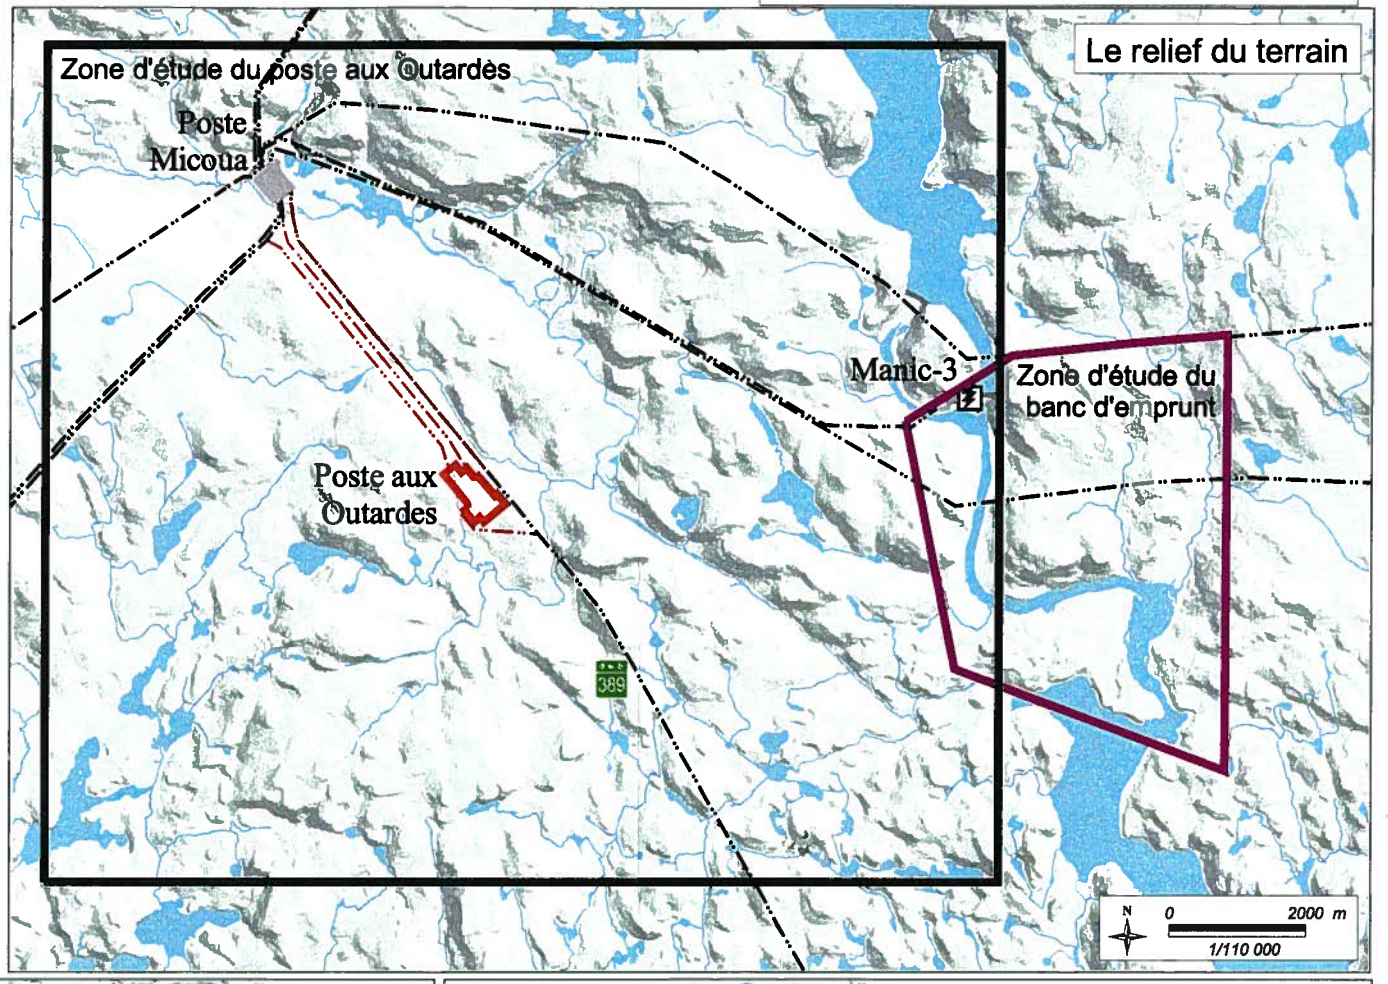 Le relief du terrain
Zone d'étude du poste aux Outardes
Poste
Micoua
Manic-3
Zone d'étude du
banc d'emprunt
Poste aux
Outardes
389
N
0 2000 m
1/110 000